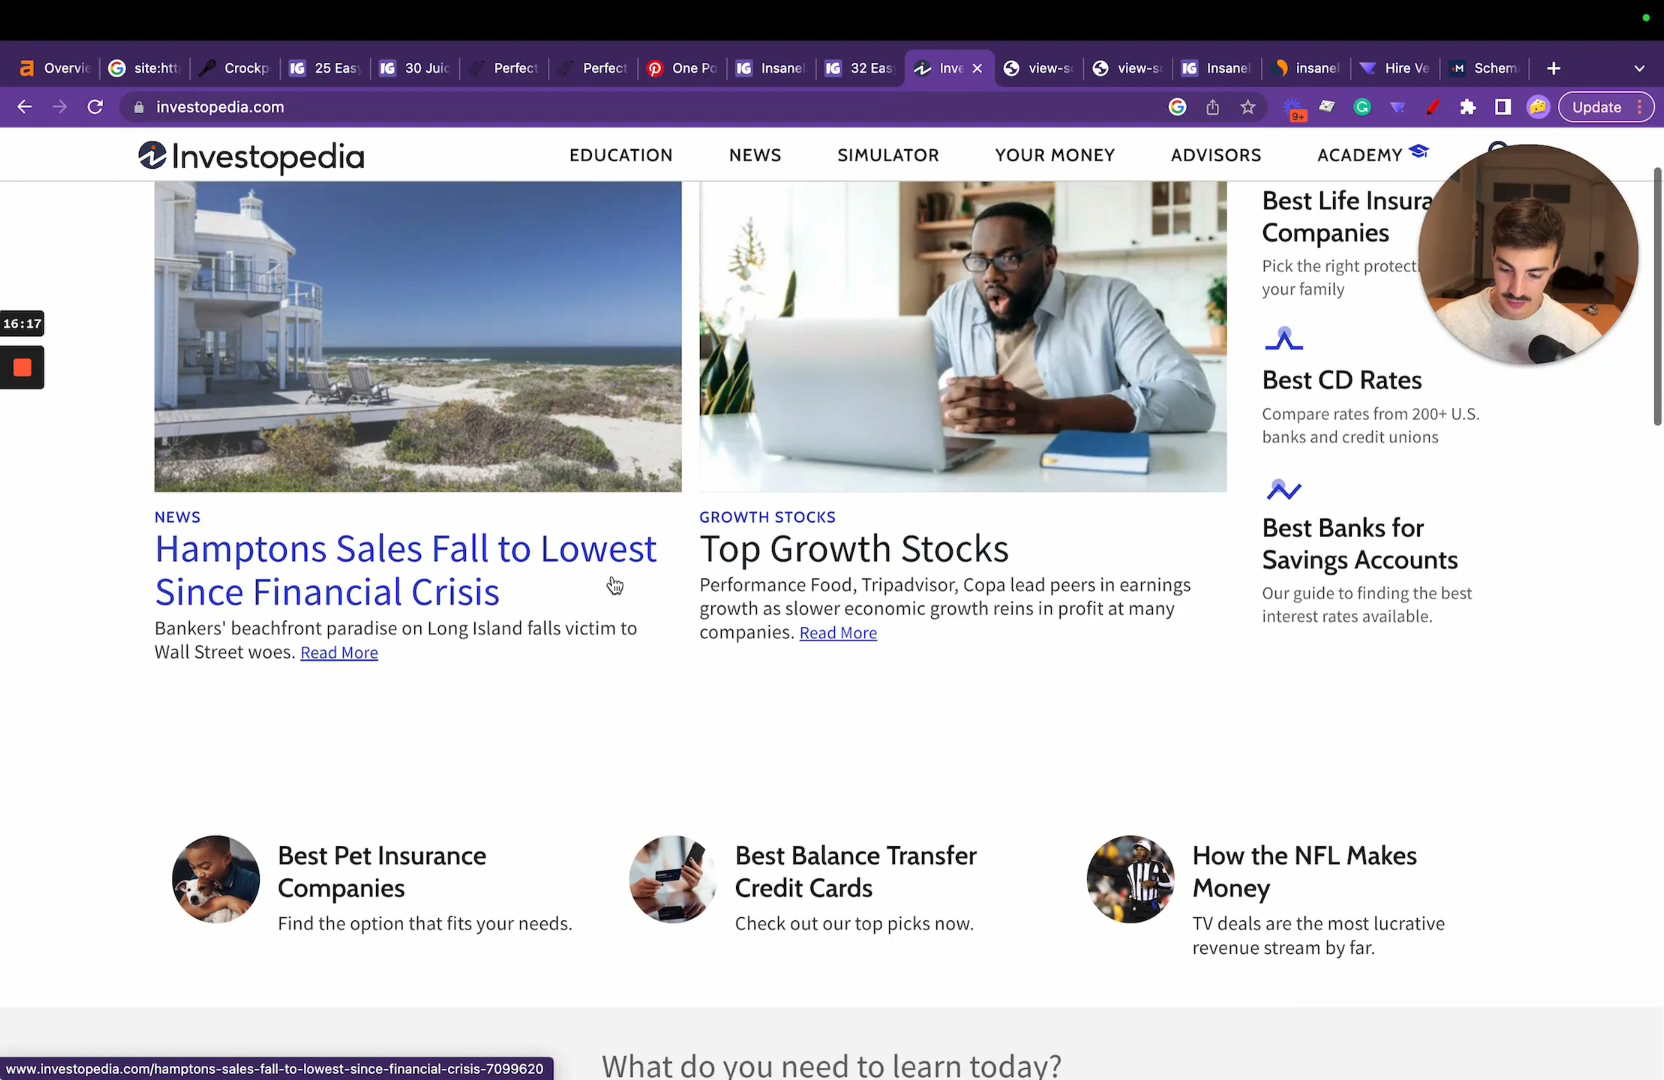 Overvie
site:htt
Crockp
25 Eas
30 Juic
Perfect
Perfect
One Po
Insanel
32 Eas
Inve
view-so
view-so
Insanel
insanel
Hire Ve
Schem
investopedia.com
9+
Update
Investopedia
EDUCATION
NEWS
SIMULATOR
YOUR MONEY
ADVISORS
ACADEMY
16:17
NEWS
Hamptons Sales Fall to Lowest
Since Financial Crisis
Bankers' beachfront paradise on Long Island falls victim to
Wall Street woes. Read More
GROWTH STOCKS
Top Growth Stocks
Performance Food, Tripadvisor, Copa lead peers in earnings
growth as slower economic growth reins in profit at many
companies. Read More
Best Life Insura
Companies
Pick the right protect
your family
Best CD Rates
Compare rates from 200+ U.S.
banks and credit unions
Best Banks for
Savings Accounts
Our guide to finding the best
interest rates available.
Best Pet Insurance
Companies
Find the option that fits your needs.
Best Balance Transfer
Credit Cards
Check out our top picks now.
How the NFL Makes
Money
TV deals are the most lucrative
revenue stream by far.
What do you need to learn today?
www.investopedia.com/hamptons-sales-fall-to-lowest-since-financial-crisis-7099620